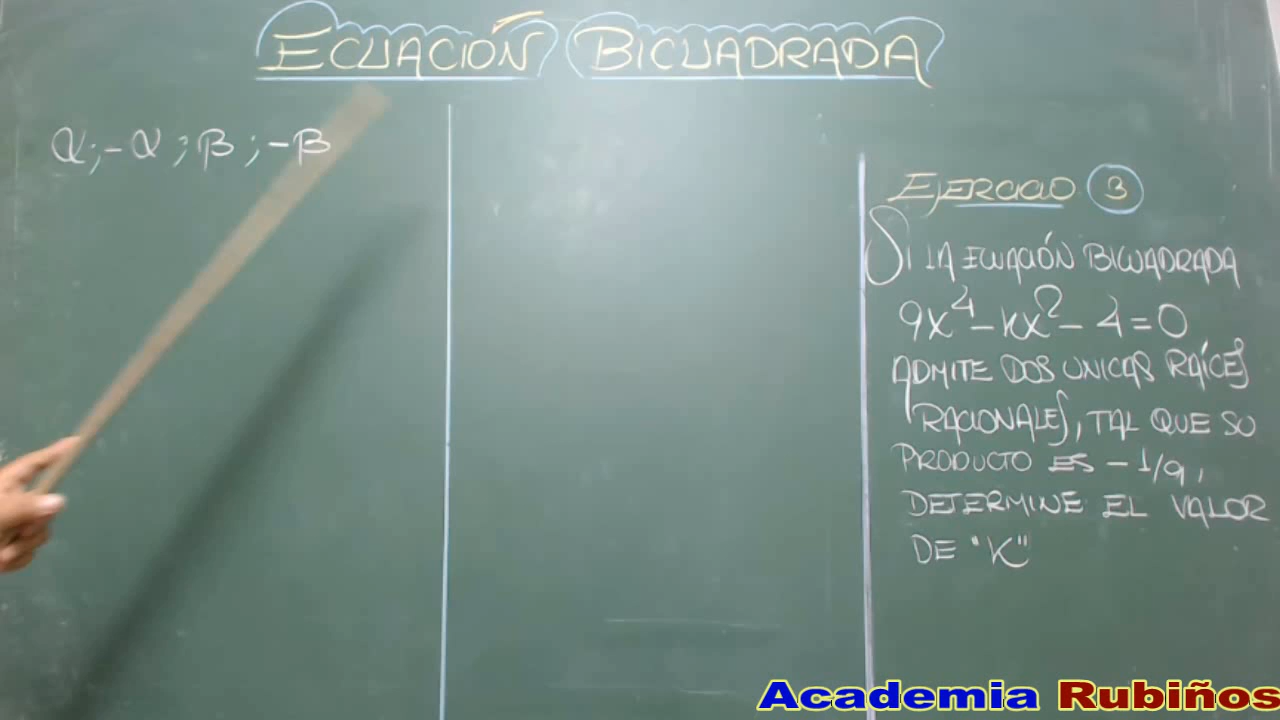 ECUACIÓN BICUADRADA
α ; -α ; β ; -β
EJERCICIO 3
SI LA ECUACIÓN BICUADRADA
9x⁴ - kx² - 4 = 0
ADMITE DOS UNICAS RAÍCES
RACIONALES, TAL QUE SU
PRODUCTO ES - 1/9,
DETERMINE EL VALOR
DE "K"
Academia Rubiños